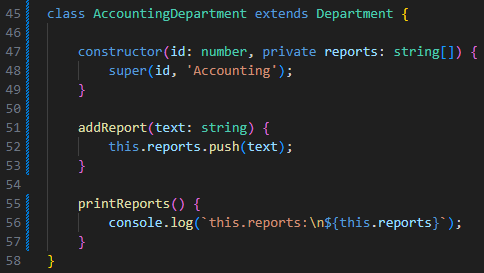 45 class AccountingDepartment extends Department {
46
47     constructor(id: number, private reports: string[]) {
48         super(id, 'Accounting');
49     }
50
51     addReport(text: string) {
52         this.reports.push(text);
53     }
54
55     printReports() {
56         console.log(`this.reports:\n${this.reports}`);
57     }
58 }